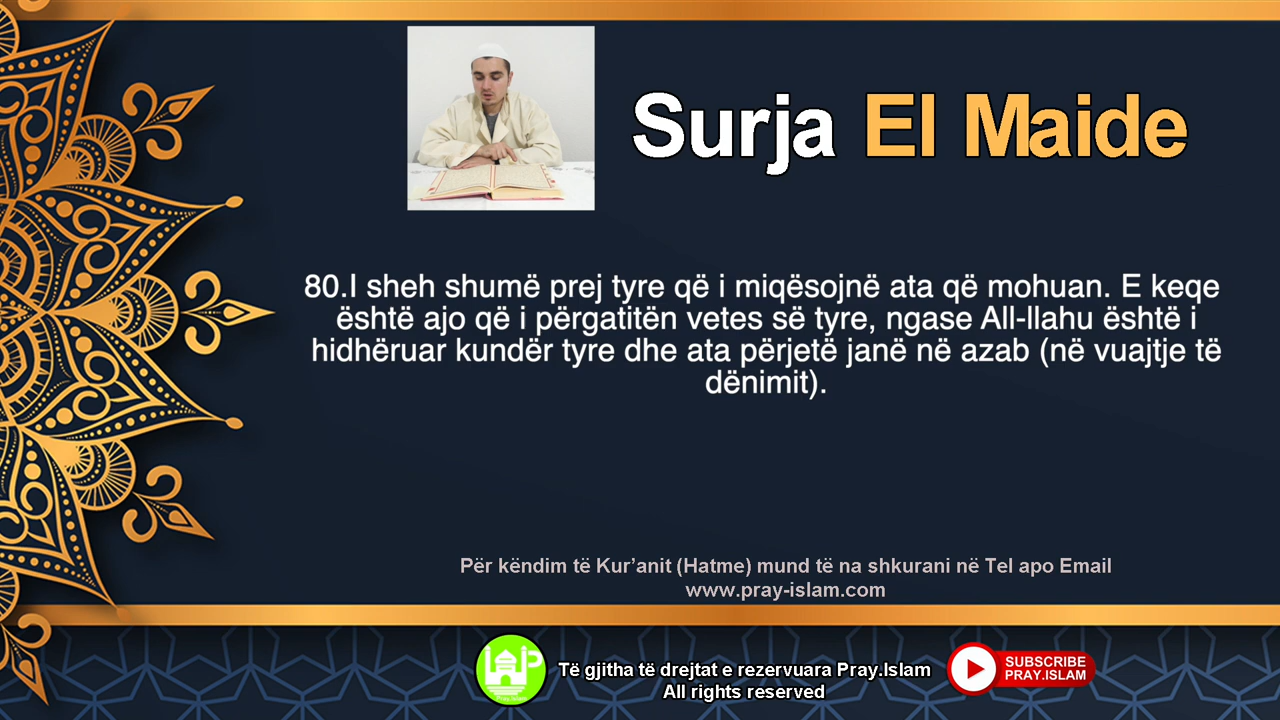 Surja El Maide
80.I sheh shumë prej tyre që i miqësojnë ata që mohuan. E keqe
është ajo që i përgatitën vetes së tyre, ngase All-llahu është i
hidhëruar kundër tyre dhe ata përjetë janë në azab (në vuajtje të
dënimit).
Për këndim të Kur’anit (Hatme) mund të na shkurani në Tel apo Email
www.pray-islam.com
Pray Islam
Të gjitha të drejtat e rezervuara Pray.Islam
All rights reserved
SUBSCRIBE
PRAY.ISLAM